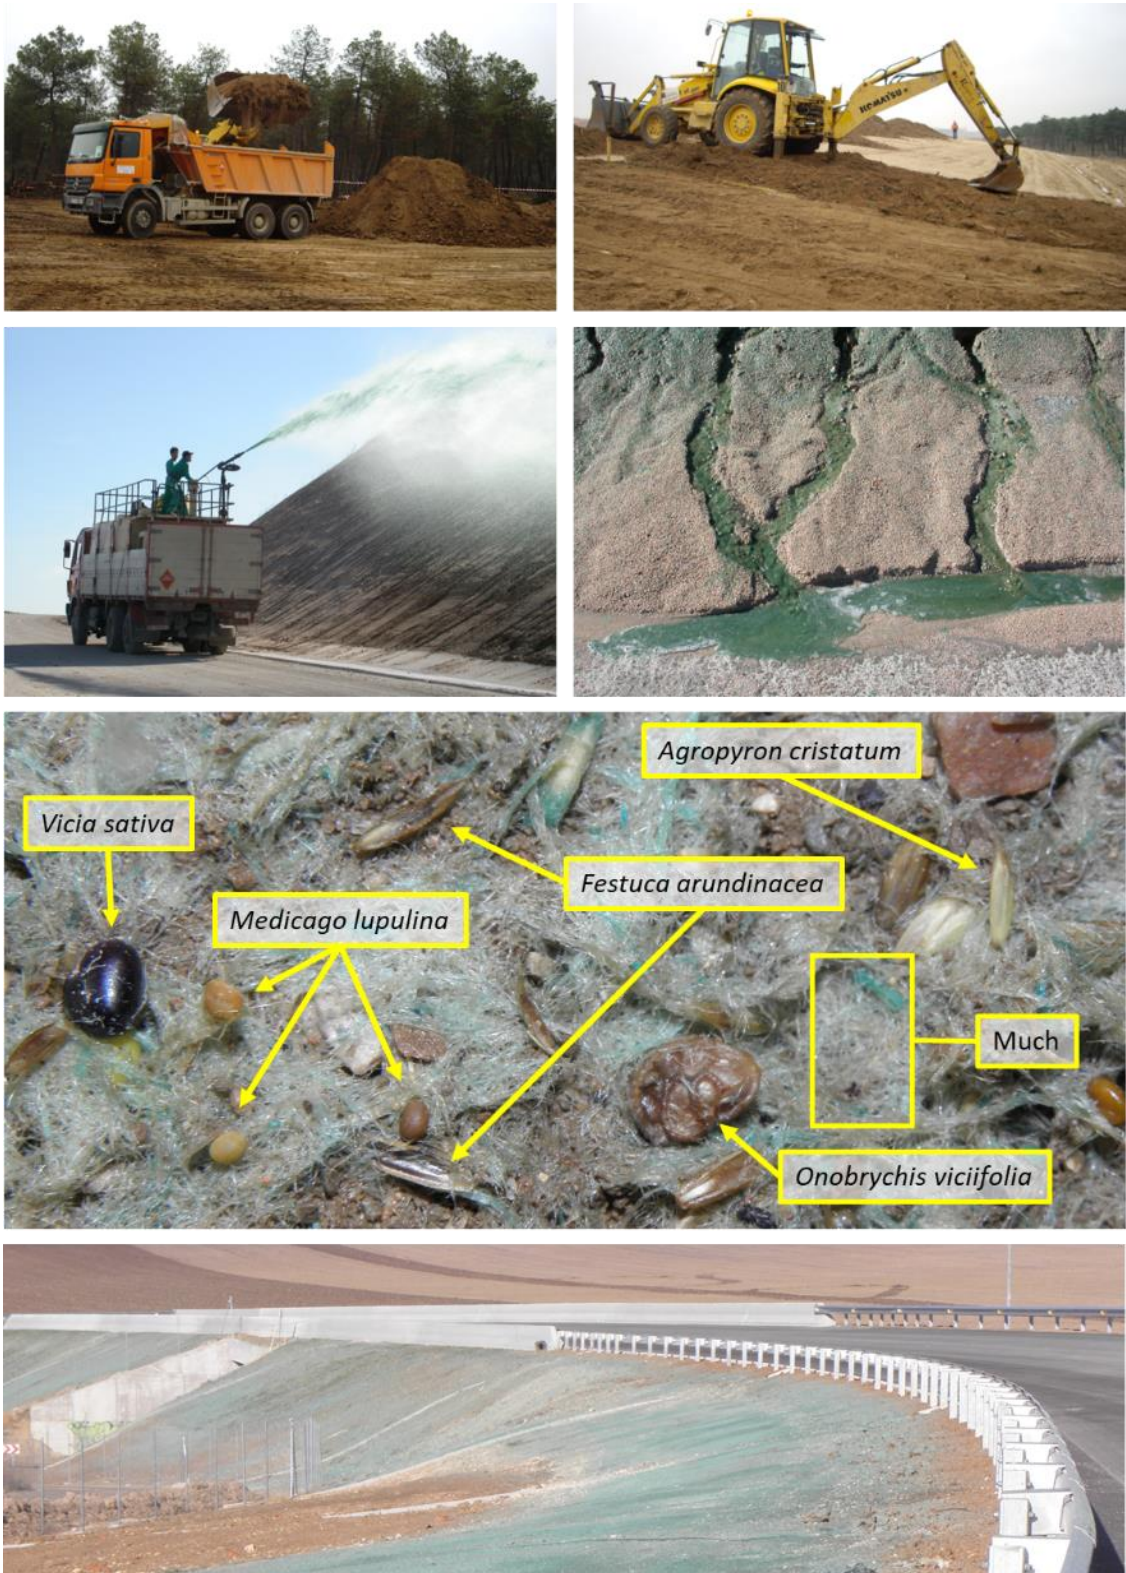 KOMATSU
Agropyron cristatum
Vicia sativa
Festuca arundinacea
Medicago lupulina
Much
Onobrychis viciifolia